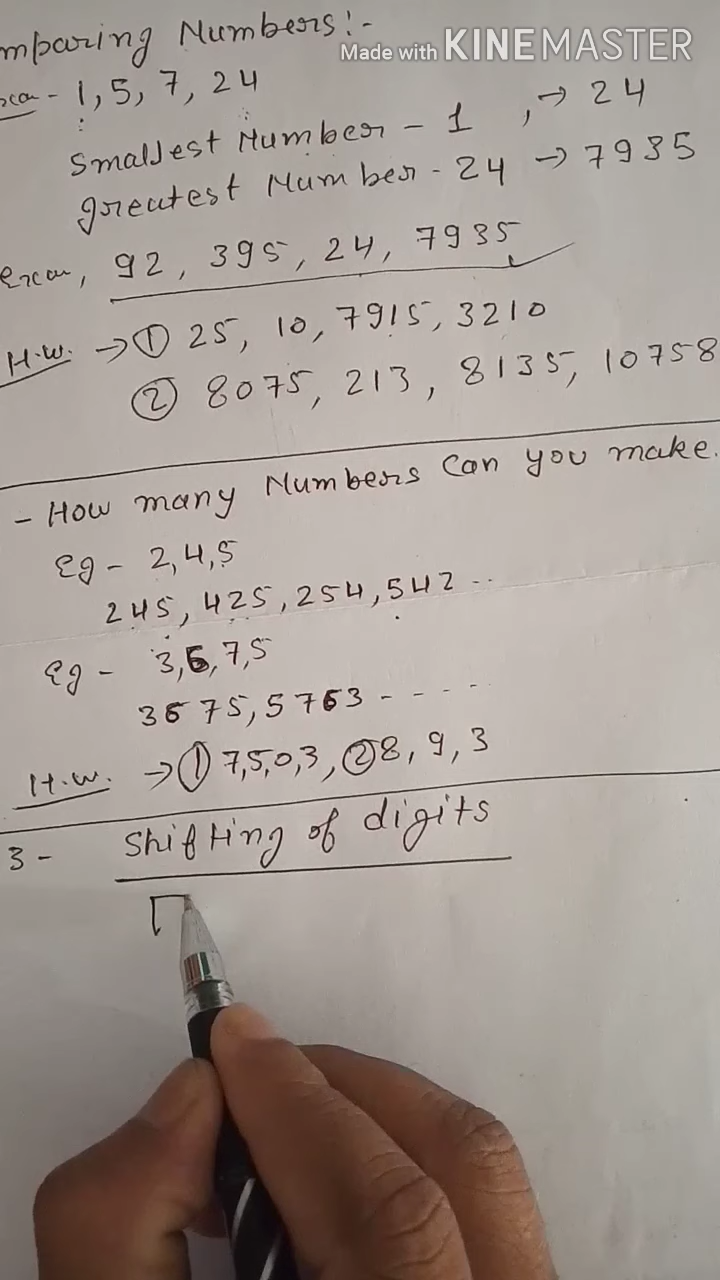 mparing Numbers:-
Made with KINEMASTER
- 1, 5, 7, 24
Smallest Number - 1 , → 24
greatest Number - 24 → 7935
92, 395, 24, 7935
H.W. → ① 25, 10, 7915, 3210
② 8075, 213, 8135, 10758
- How many Numbers can you make.
Eg - 2,4,5
245, 425, 254, 542 ..
Eg - 3,6,7,5
3675, 5763 - - - - -
H.W. → ① 7,5,0,3, ② 8, 9, 3
3 - Shifting of digits